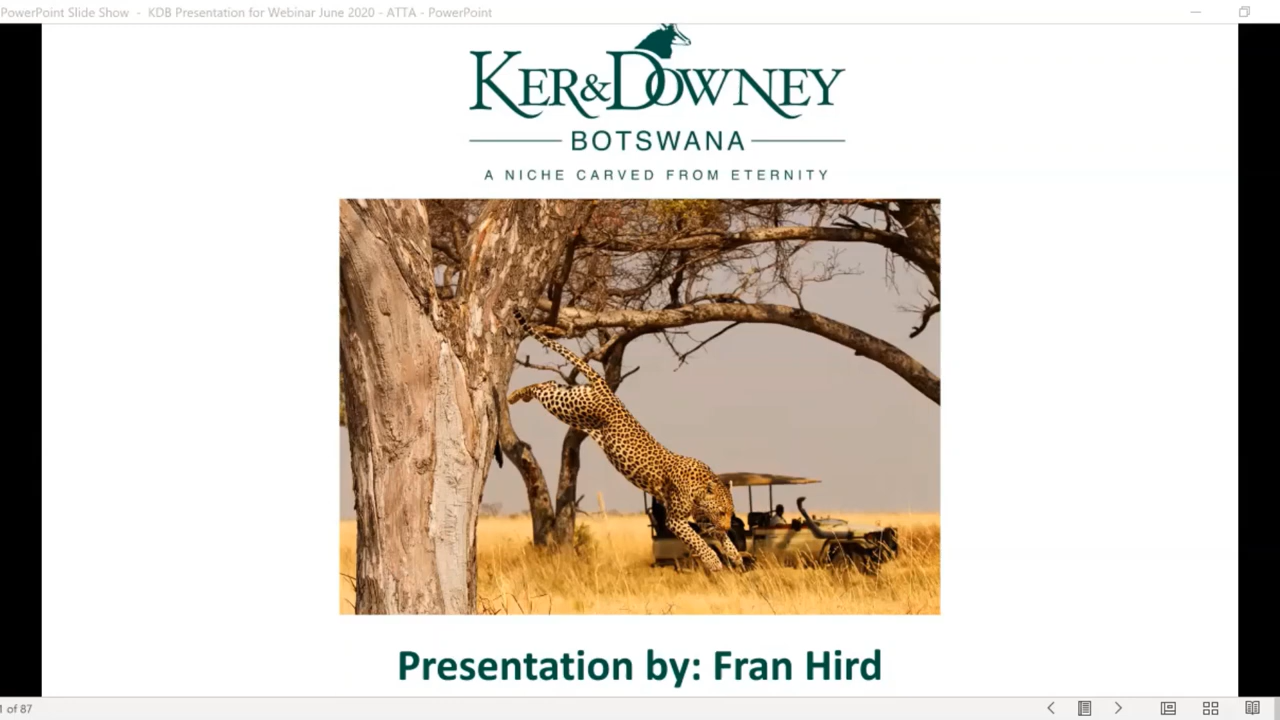 PowerPoint Slide Show - KDB Presentation for Webinar June 2020 - ATTA - PowerPoint
KER&DOWNEY
BOTSWANA
A NICHE CARVED FROM ETERNITY
Presentation by: Fran Hird
of 87